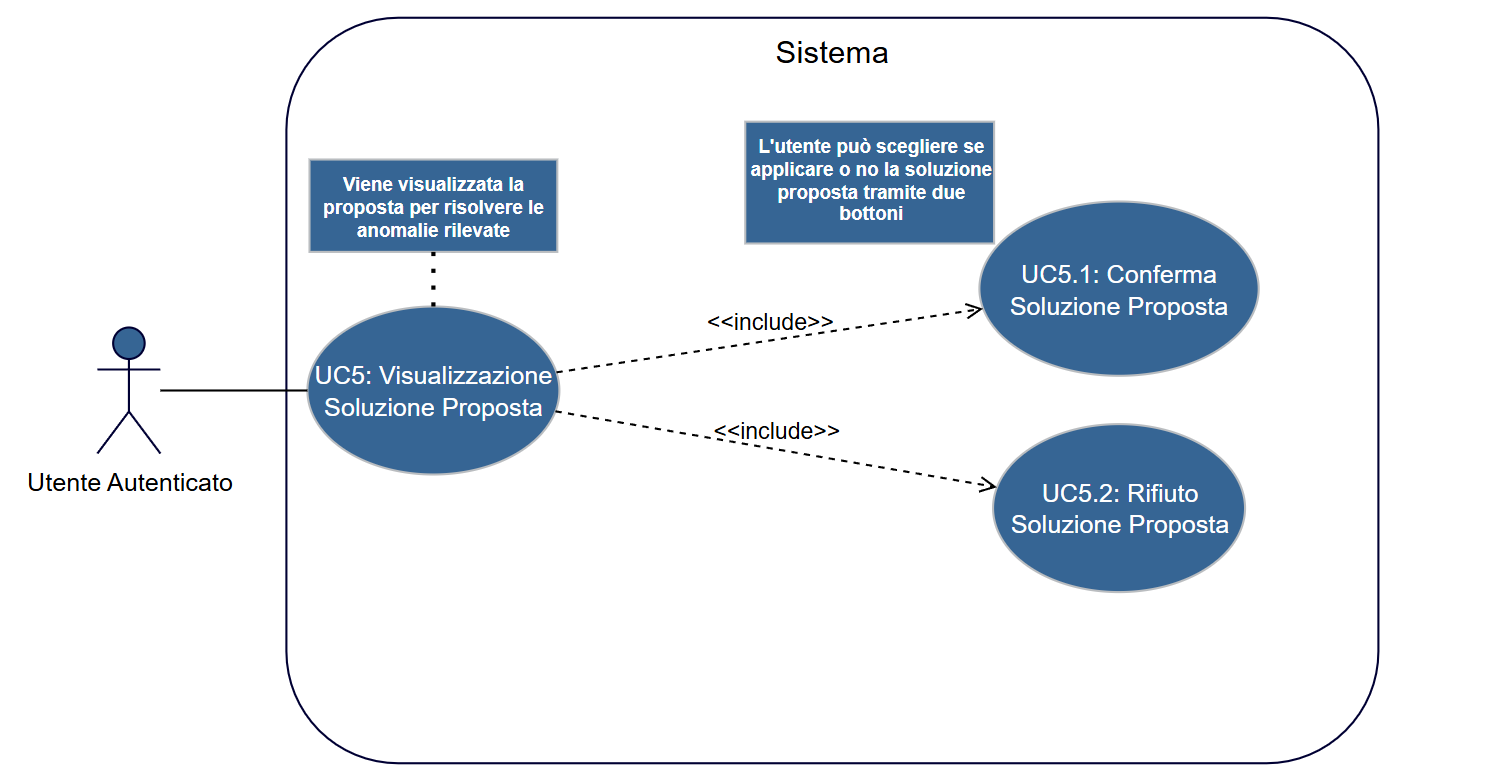 Sistema
Viene visualizzata la
proposta per risolvere le
anomalie rilevate
L'utente può scegliere se
applicare o no la soluzione
proposta tramite due
bottoni
UC5: Visualizzazione
Soluzione Proposta
<<include>>
<<include>>
UC5.1: Conferma
Soluzione Proposta
UC5.2: Rifiuto
Soluzione Proposta
Utente Autenticato